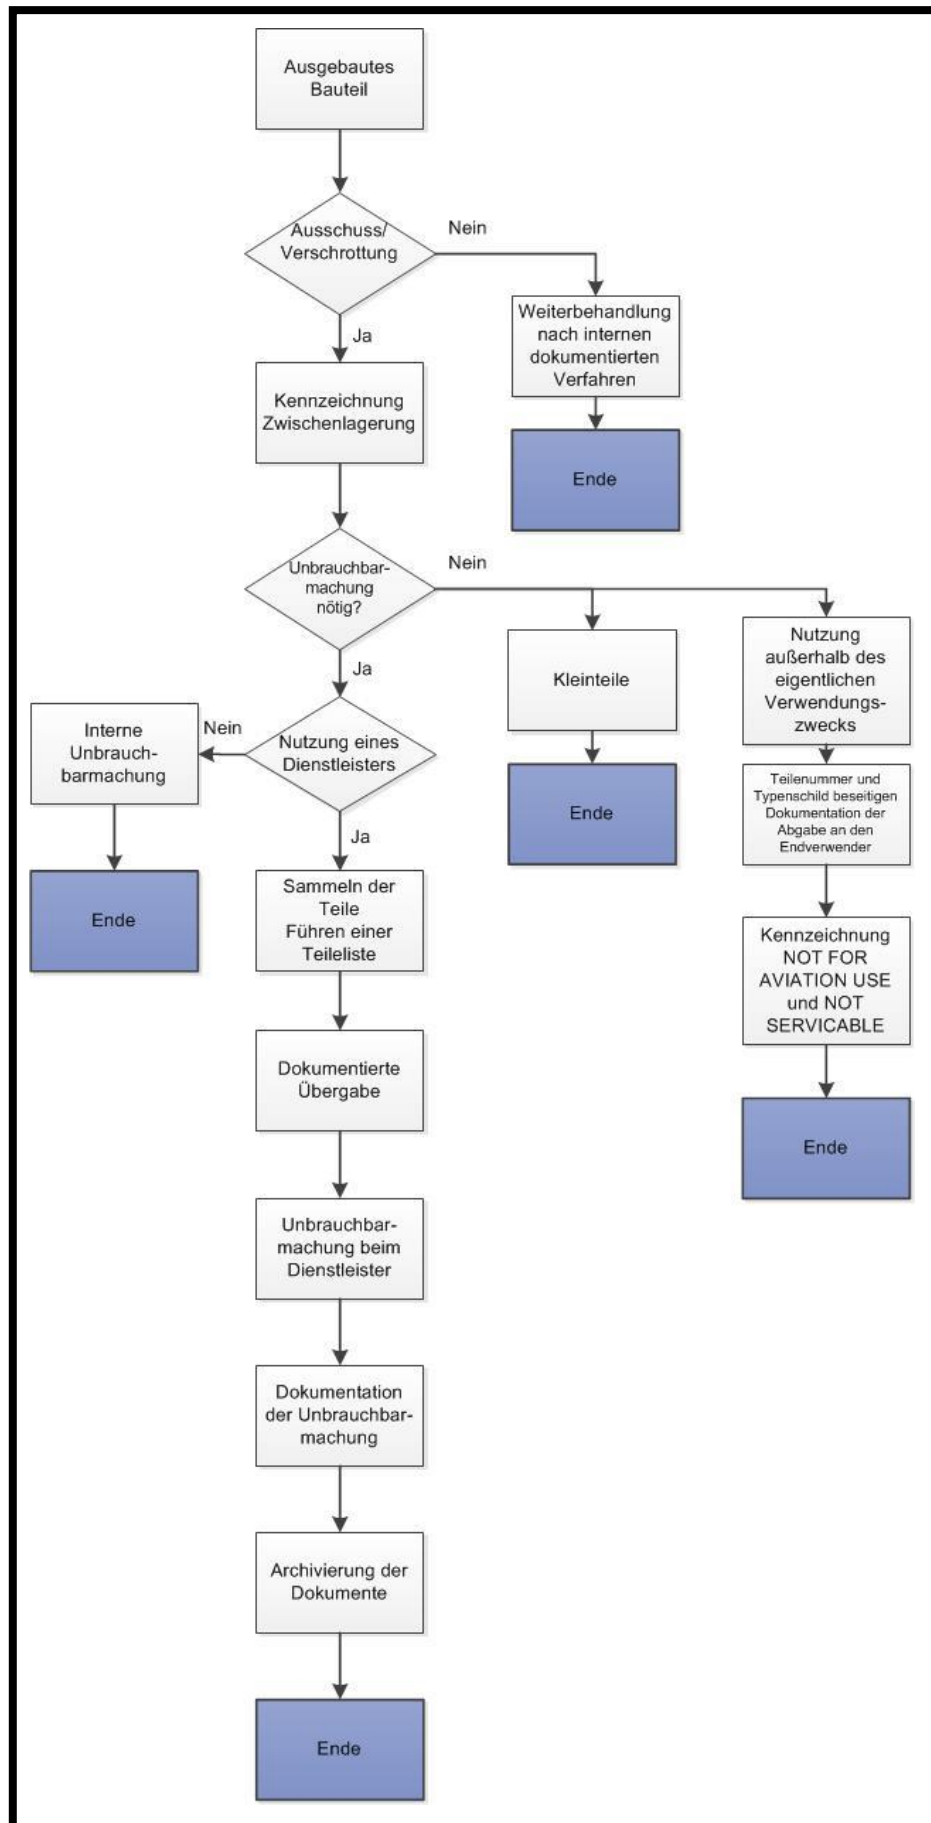 Ausgebautes
Bauteil
Ausschuss/
Verschrottung
Nein
Weiterbehandlung
nach internen
dokumentierten
Verfahren
Ja
Kennzeichnung
Zwischenlagerung
Ende
Unbrauchbar-
machung
nötig?
Nein
Kleinteile
Nutzung
außerhalb des
eigentlichen
Verwendungs-
zwecks
Ja
Interne
Unbrauch-
barmachung
Nein
Nutzung eines
Dienstleisters
Ende
Teilenummer und
Typenschild beseitigen
Dokumentation der
Abgabe an den
Endverwender
Ja
Ende
Sammeln der
Teile
Führen einer
Teileliste
Kennzeichnung
NOT FOR
AVIATION USE
und NOT
SERVICABLE
Dokumentierte
Übergabe
Ende
Unbrauchbar-
machung beim
Dienstleister
Dokumentation
der Unbrauchbar-
machung
Archivierung der
Dokumente
Ende